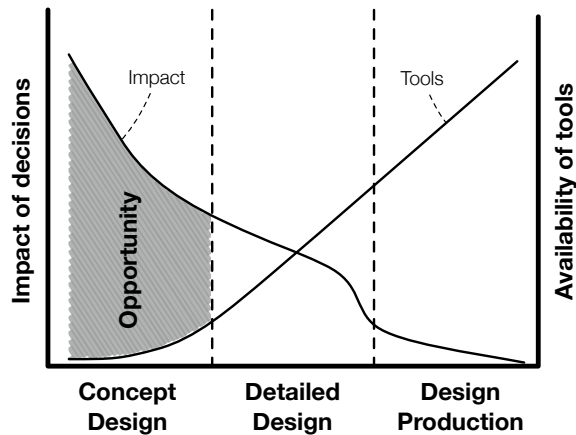 Impact
Tools
Impact of decisions
Opportunity
Availability of tools
Concept
Design
Detailed
Design
Design
Production